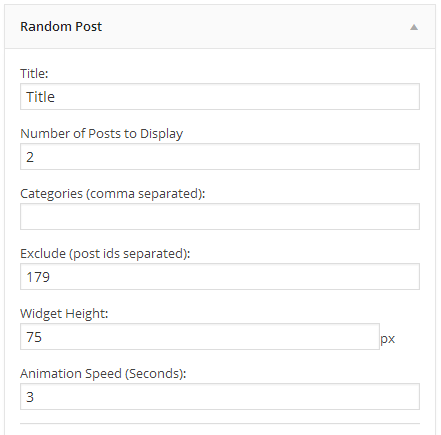 Random Post
Title:
Title
Number of Posts to Display
2
Categories (comma separated):
Exclude (post ids separated):
179
Widget Height:
75 px
Animation Speed (Seconds):
3